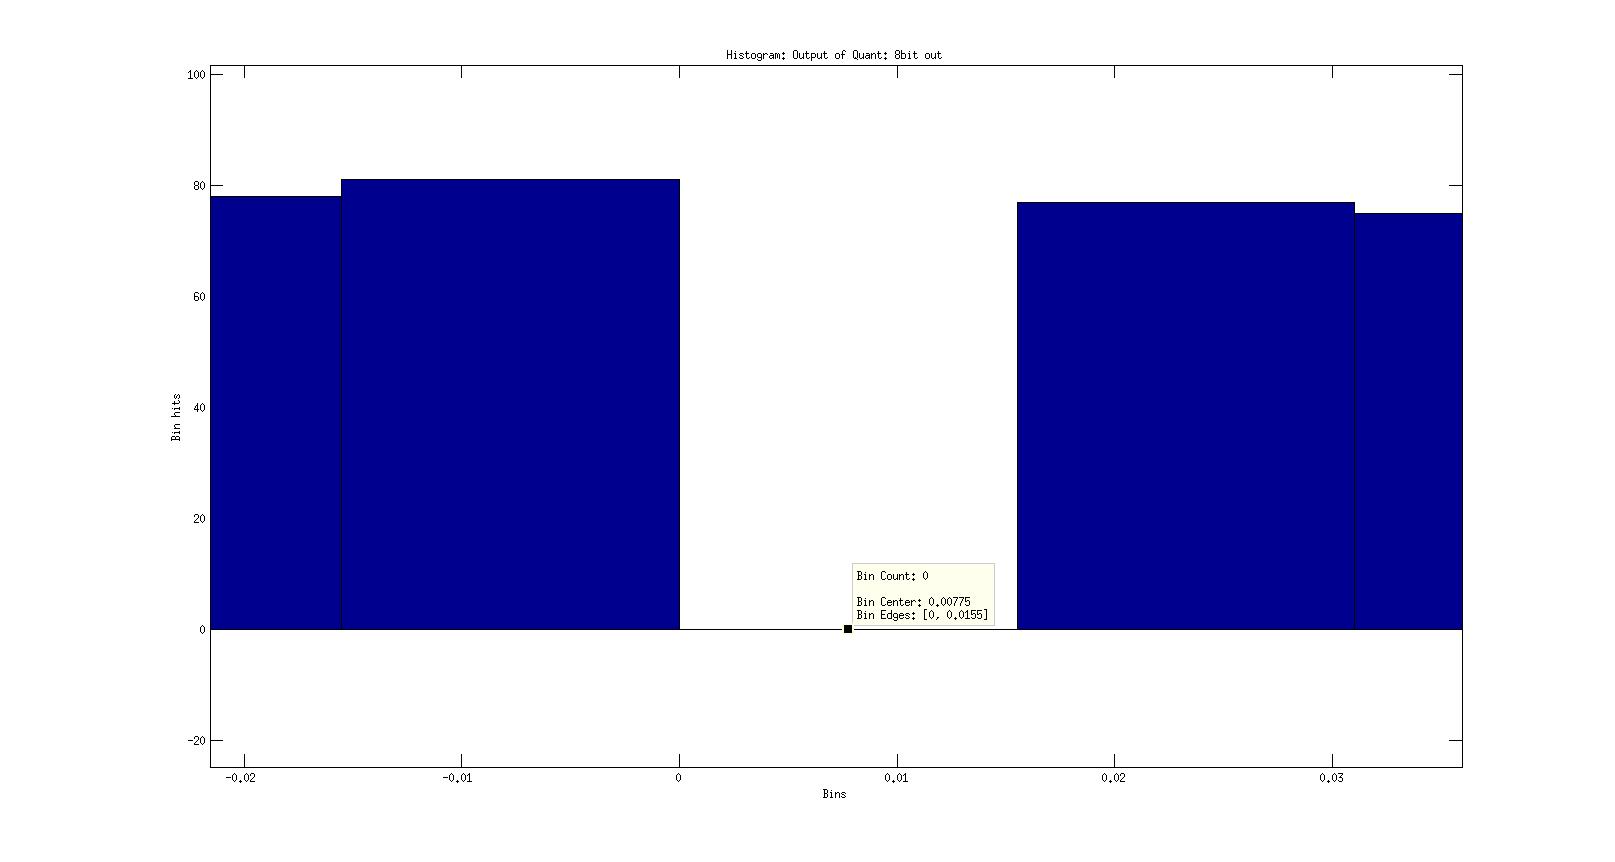 Histogram: Output of Quant: 8bit out
100
80
60
40
20
0
-20
Bin hits
Bin Count: 0
Bin Center: 0.00775
Bin Edges: [0, 0.0155]
-0.02
-0.01
0
0.01
0.02
0.03
Bins